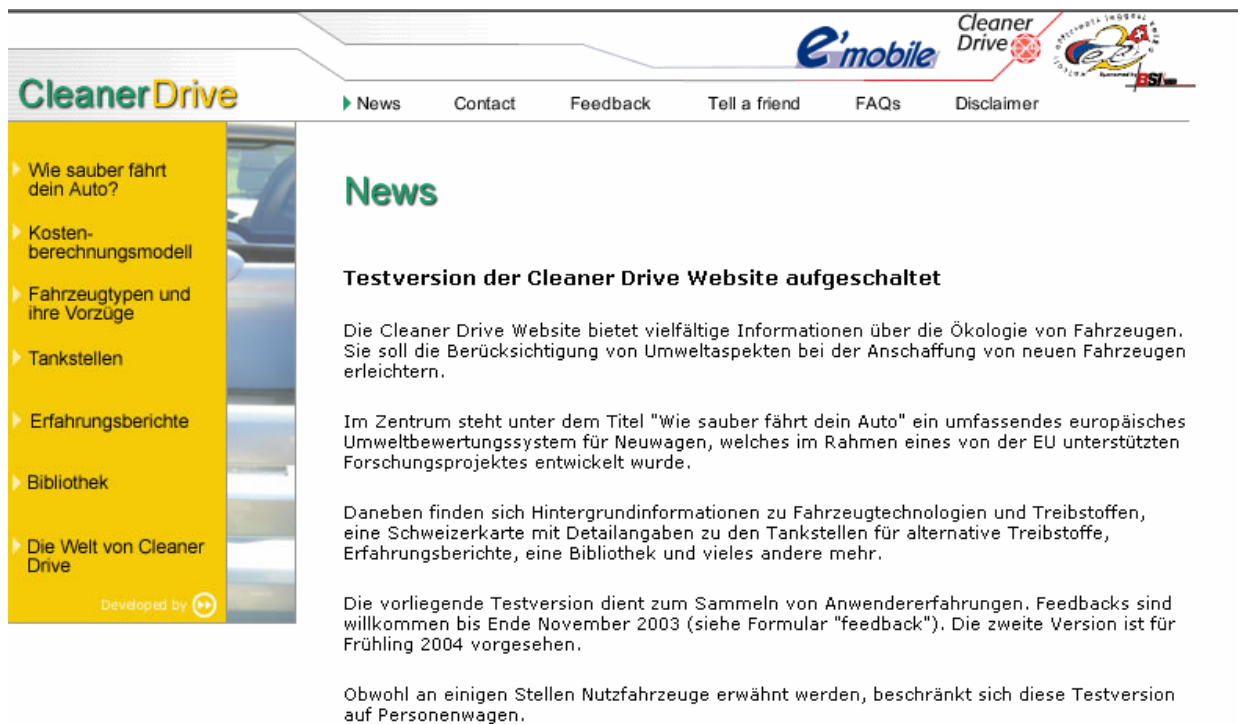 e'mobile
Cleaner
Drive
BSI
CleanerDrive
News
Contact
Feedback
Tell a friend
FAQs
Disclaimer
Wie sauber fährt
dein Auto?
Kosten-
berechnungsmodell
Fahrzeugtypen und
ihre Vorzüge
Tankstellen
Erfahrungsberichte
Bibliothek
Die Welt von Cleaner
Drive
Developed by
News
Testversion der Cleaner Drive Website aufgeschaltet
Die Cleaner Drive Website bietet vielfältige Informationen über die Ökologie von Fahrzeugen.
Sie soll die Berücksichtigung von Umweltaspekten bei der Anschaffung von neuen Fahrzeugen
erleichtern.
Im Zentrum steht unter dem Titel "Wie sauber fährt dein Auto" ein umfassendes europäisches
Umweltbewertungssystem für Neuwagen, welches im Rahmen eines von der EU unterstützten
Forschungsprojektes entwickelt wurde.
Daneben finden sich Hintergrundinformationen zu Fahrzeugtechnologien und Treibstoffen,
eine Schweizerkarte mit Detailangaben zu den Tankstellen für alternative Treibstoffe,
Erfahrungsberichte, eine Bibliothek und vieles andere mehr.
Die vorliegende Testversion dient zum Sammeln von Anwendererfahrungen. Feedbacks sind
willkommen bis Ende November 2003 (siehe Formular "feedback"). Die zweite Version ist für
Frühling 2004 vorgesehen.
Obwohl an einigen Stellen Nutzfahrzeuge erwähnt werden, beschränkt sich diese Testversion
auf Personenwagen.